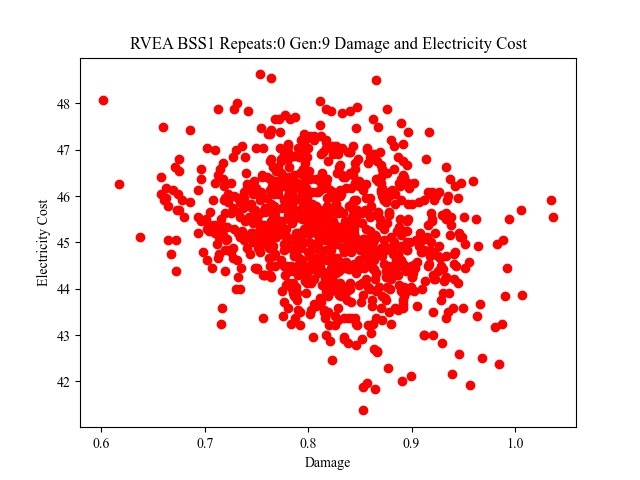 RVEA BSS1 Repeats:0 Gen:9 Damage and Electricity Cost
48
47
46
45
44
43
42
Electricity Cost
0.6 0.7 0.8 0.9 1.0
Damage